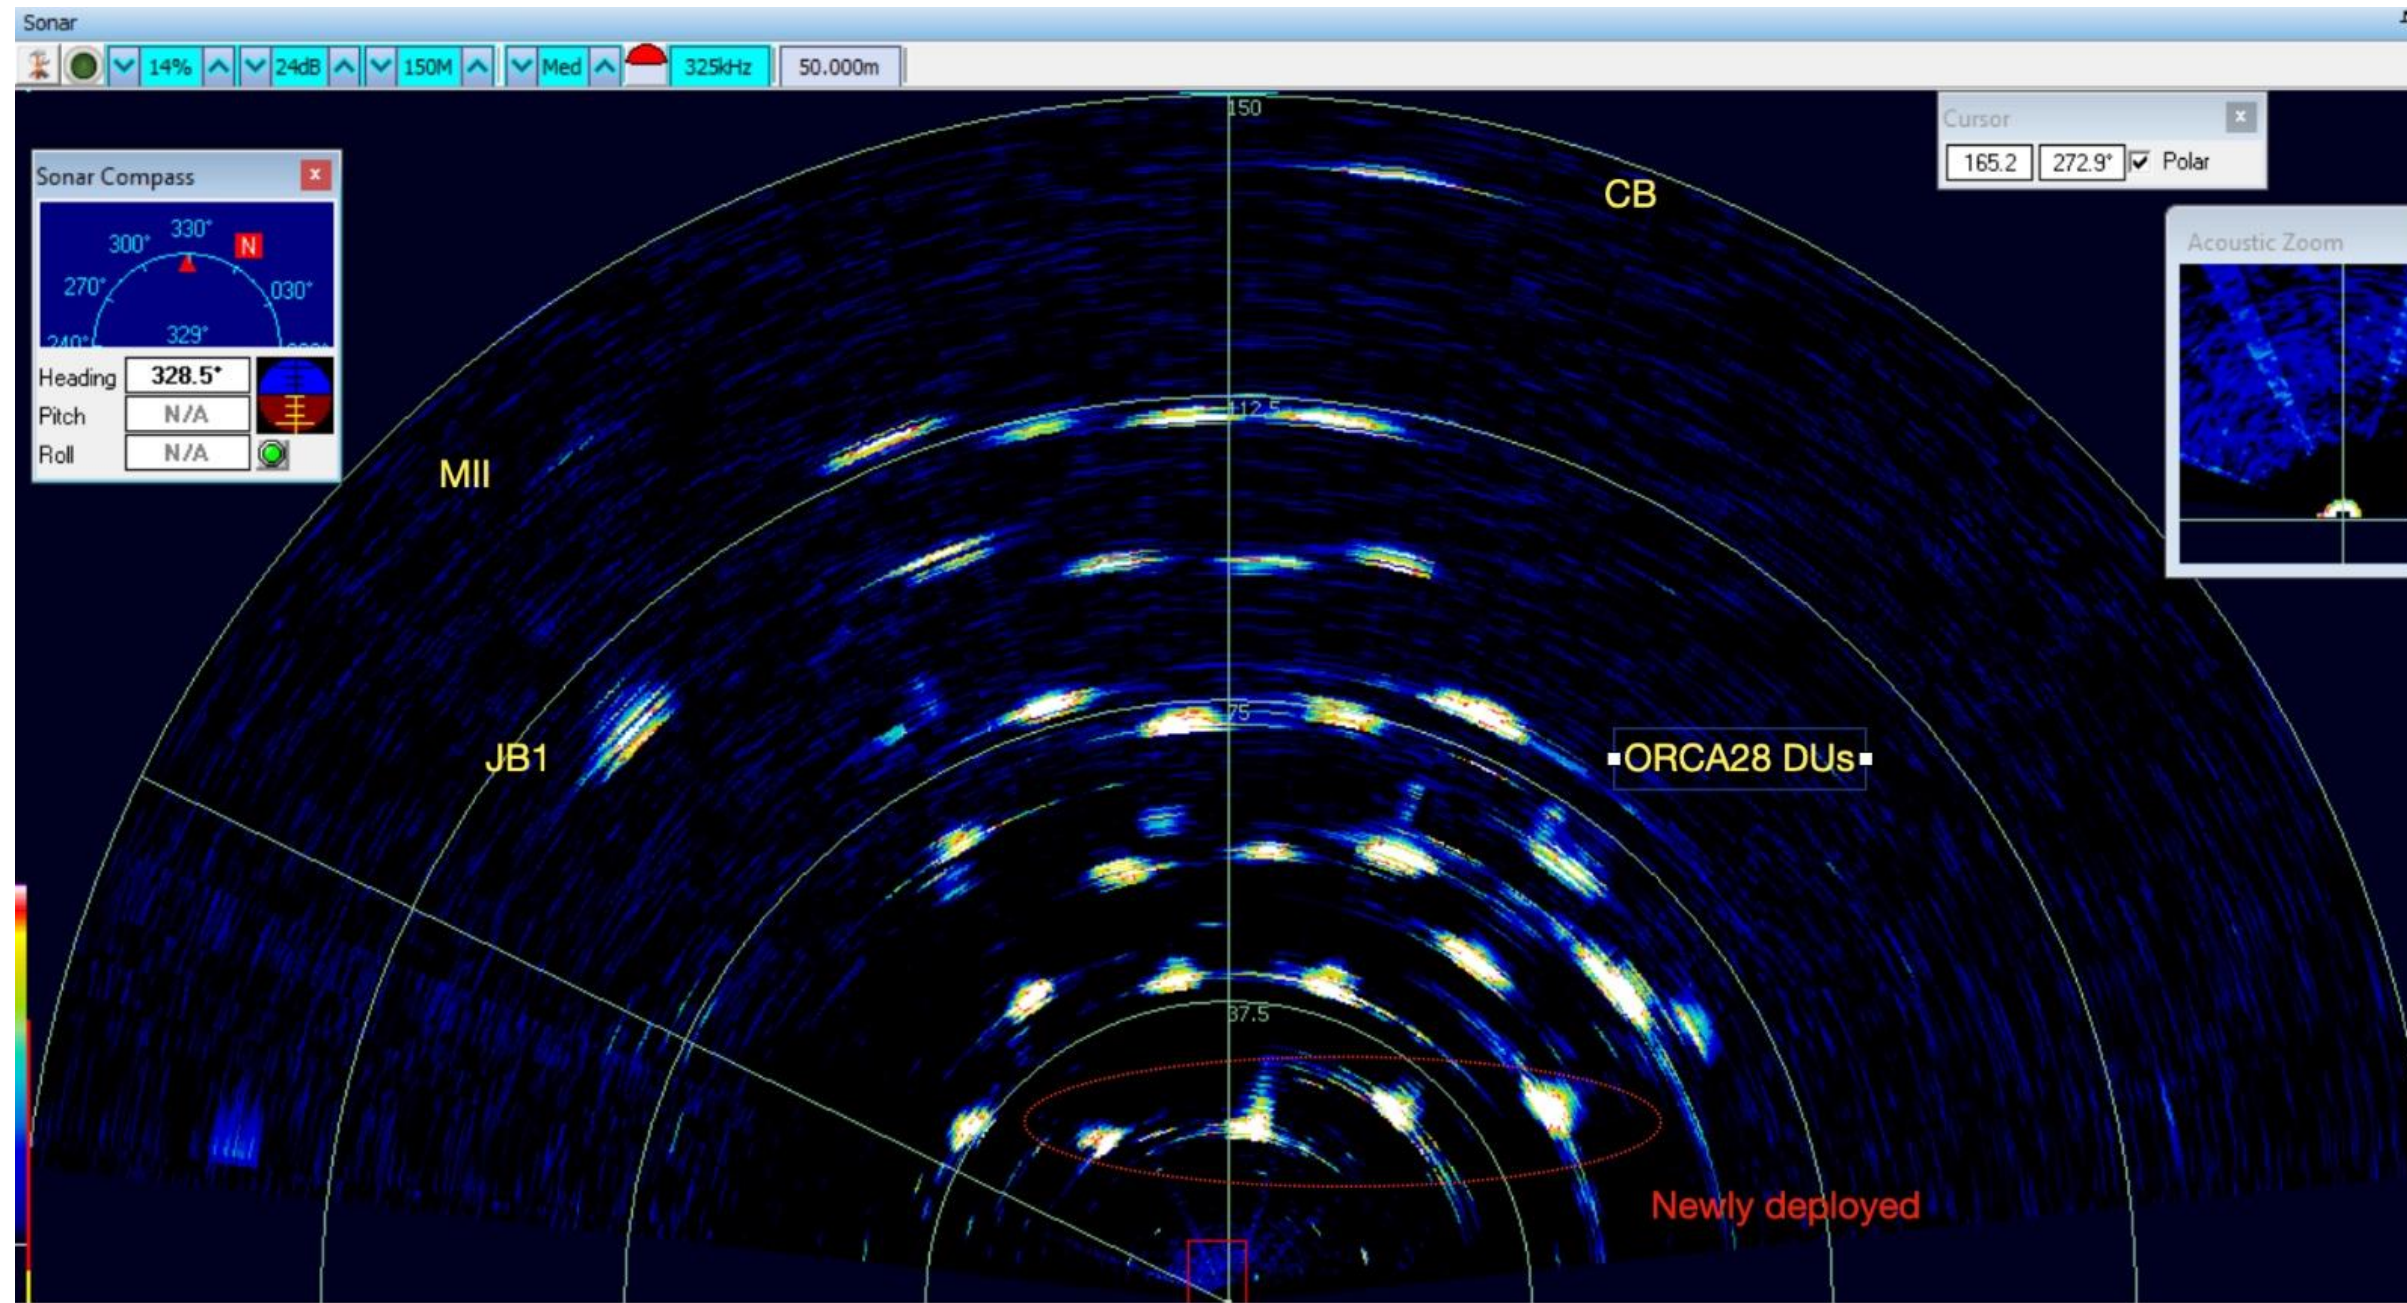 Sonar
14% 24dB 150M Med 325kHz 50.000m
150
Cursor
165.2 272.9° Polar
CB
Sonar Compass
330°
300° N
270° 030°
240° 329°
Heading 328.5°
Pitch N/A
Roll N/A
Acoustic Zoom
112.5
MII
75
JB1
ORCA28 DUs
37.5
Newly deployed